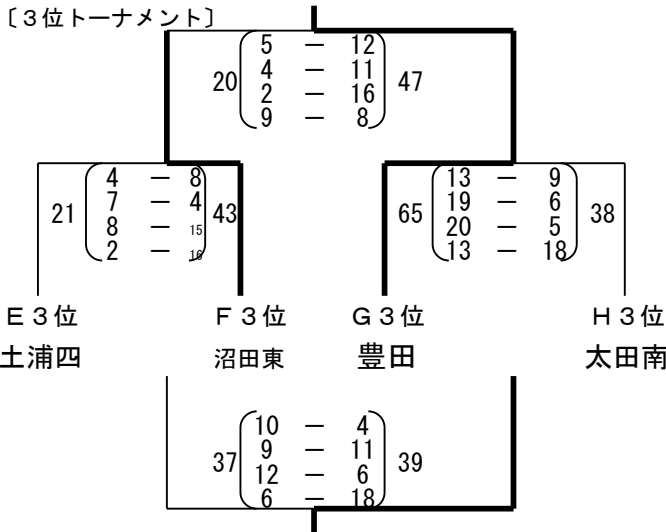 〔３位トーナメント〕
5 － 12
20 4 － 11 47
2 － 16
9 － 8
4 － 8 13 － 9
21 7 － 4 43 65 19 － 6 38
8 － 15 20 － 5
2 － 16 13 － 18
Ｅ３位 Ｆ３位 Ｇ３位 Ｈ３位
土浦四 沼田東 豊田 太田南
10 － 4
37 9 － 11 39
12 － 6
6 － 18